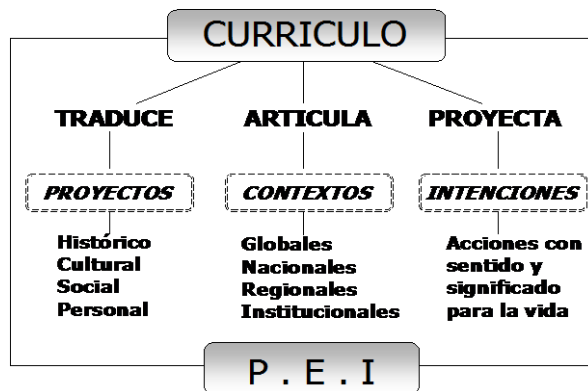 CURRICULO
TRADUCE
ARTICULA
PROYECTA
PROYECTOS
CONTEXTOS
INTENCIONES
Histórico
Cultural
Social
Personal
Globales
Nacionales
Regionales
Institucionales
Acciones con
sentido y
significado
para la vida
P . E . I